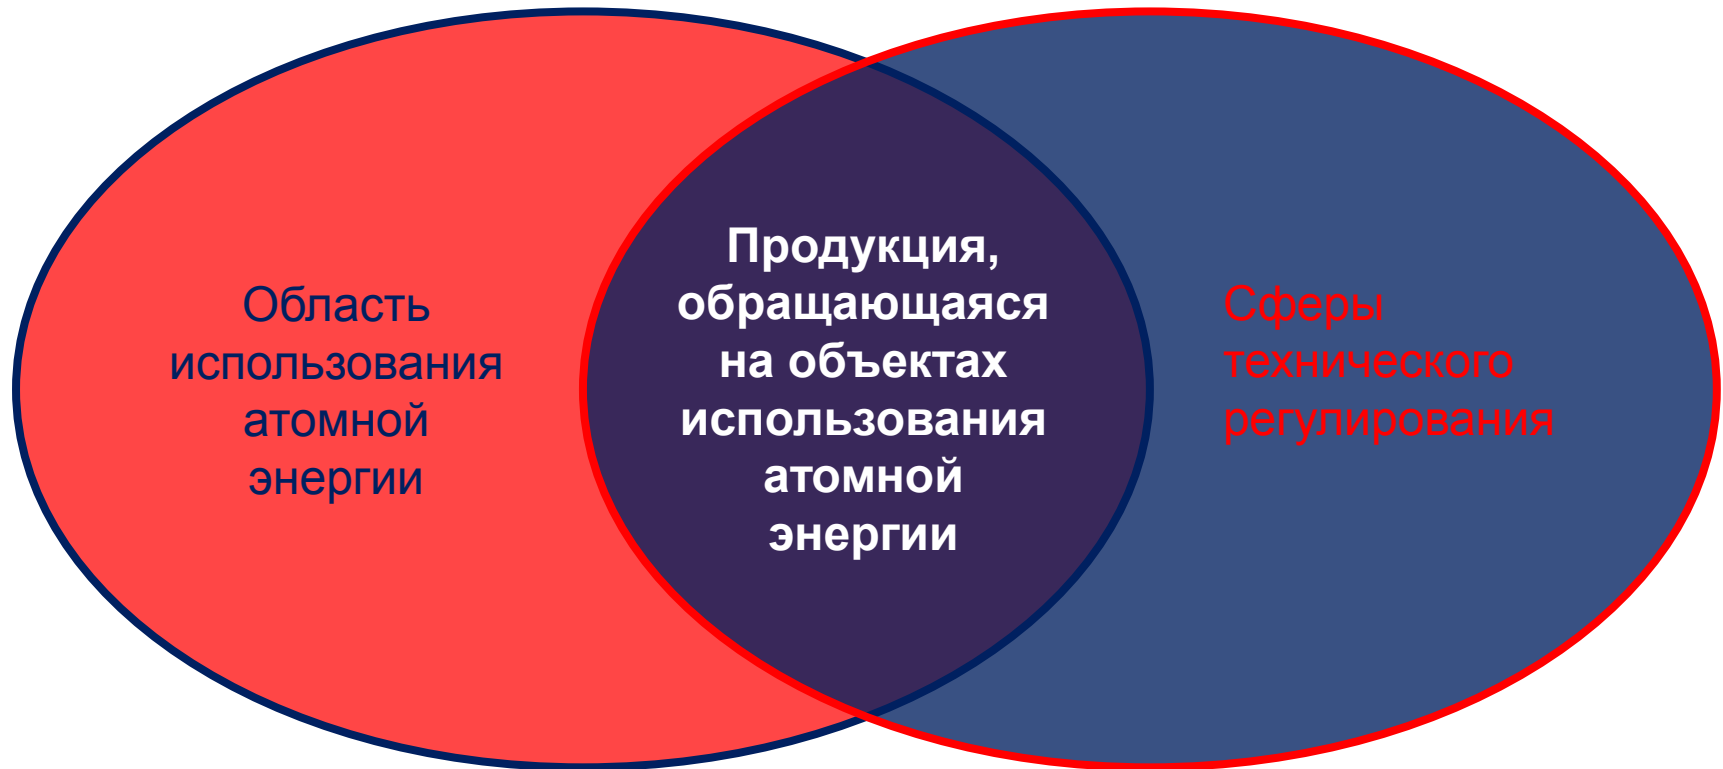 Область
использования
атомной
энергии
Продукция,
обращающаяся
на объектах
использования
атомной
энергии
Сферы
технического
регулирования